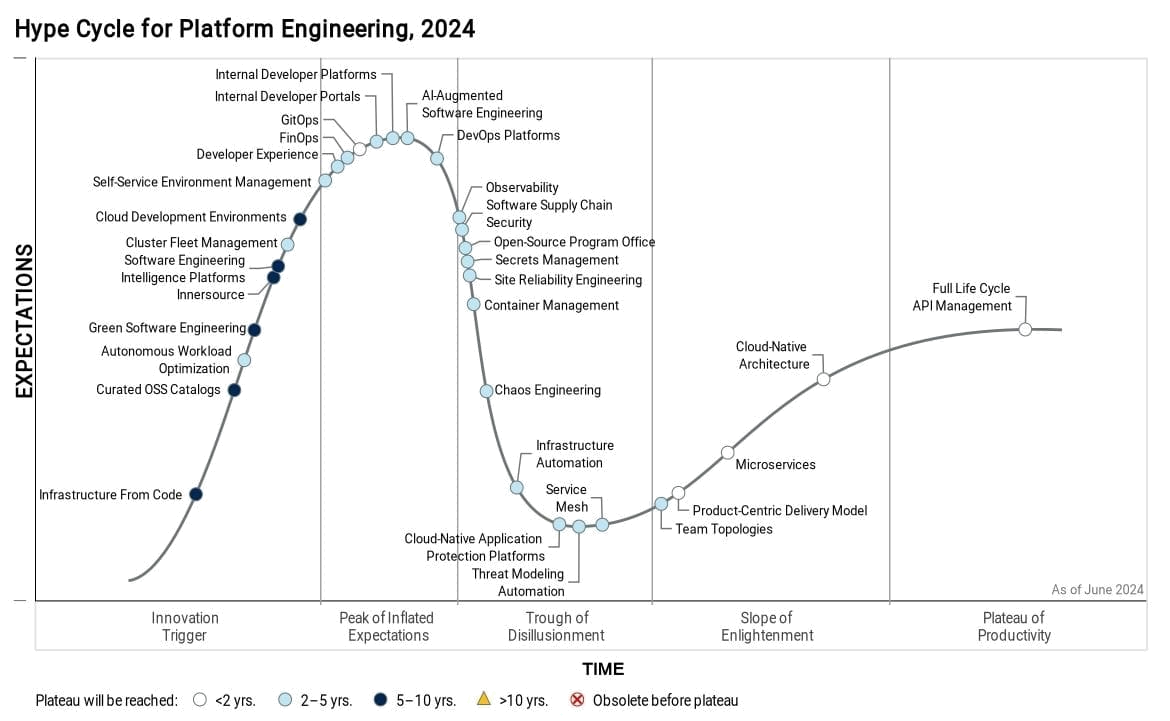 Hype Cycle for Platform Engineering, 2024
Internal Developer Platforms
Internal Developer Portals
GitOps
FinOps
Developer Experience
Self-Service Environment Management
Cloud Development Environments
Cluster Fleet Management
Software Engineering
Intelligence Platforms
Innersource
Green Software Engineering
Autonomous Workload
Optimization
Curated OSS Catalogs
Infrastructure From Code
AI-Augmented
Software Engineering
DevOps Platforms
Observability
Software Supply Chain
Security
Open-Source Program Office
Secrets Management
Site Reliability Engineering
Container Management
Chaos Engineering
Infrastructure
Automation
Service
Mesh
Cloud-Native Application
Protection Platforms
Threat Modeling
Automation
Team Topologies
Product-Centric Delivery Model
Microservices
Cloud-Native
Architecture
Full Life Cycle
API Management
EXPECTATIONS
As of June 2024
Innovation
Trigger
Peak of Inflated
Expectations
Trough of
Disillusionment
Slope of
Enlightenment
Plateau of
Productivity
TIME
Plateau will be reached: <2 yrs. 2–5 yrs. 5–10 yrs. >10 yrs. Obsolete before plateau